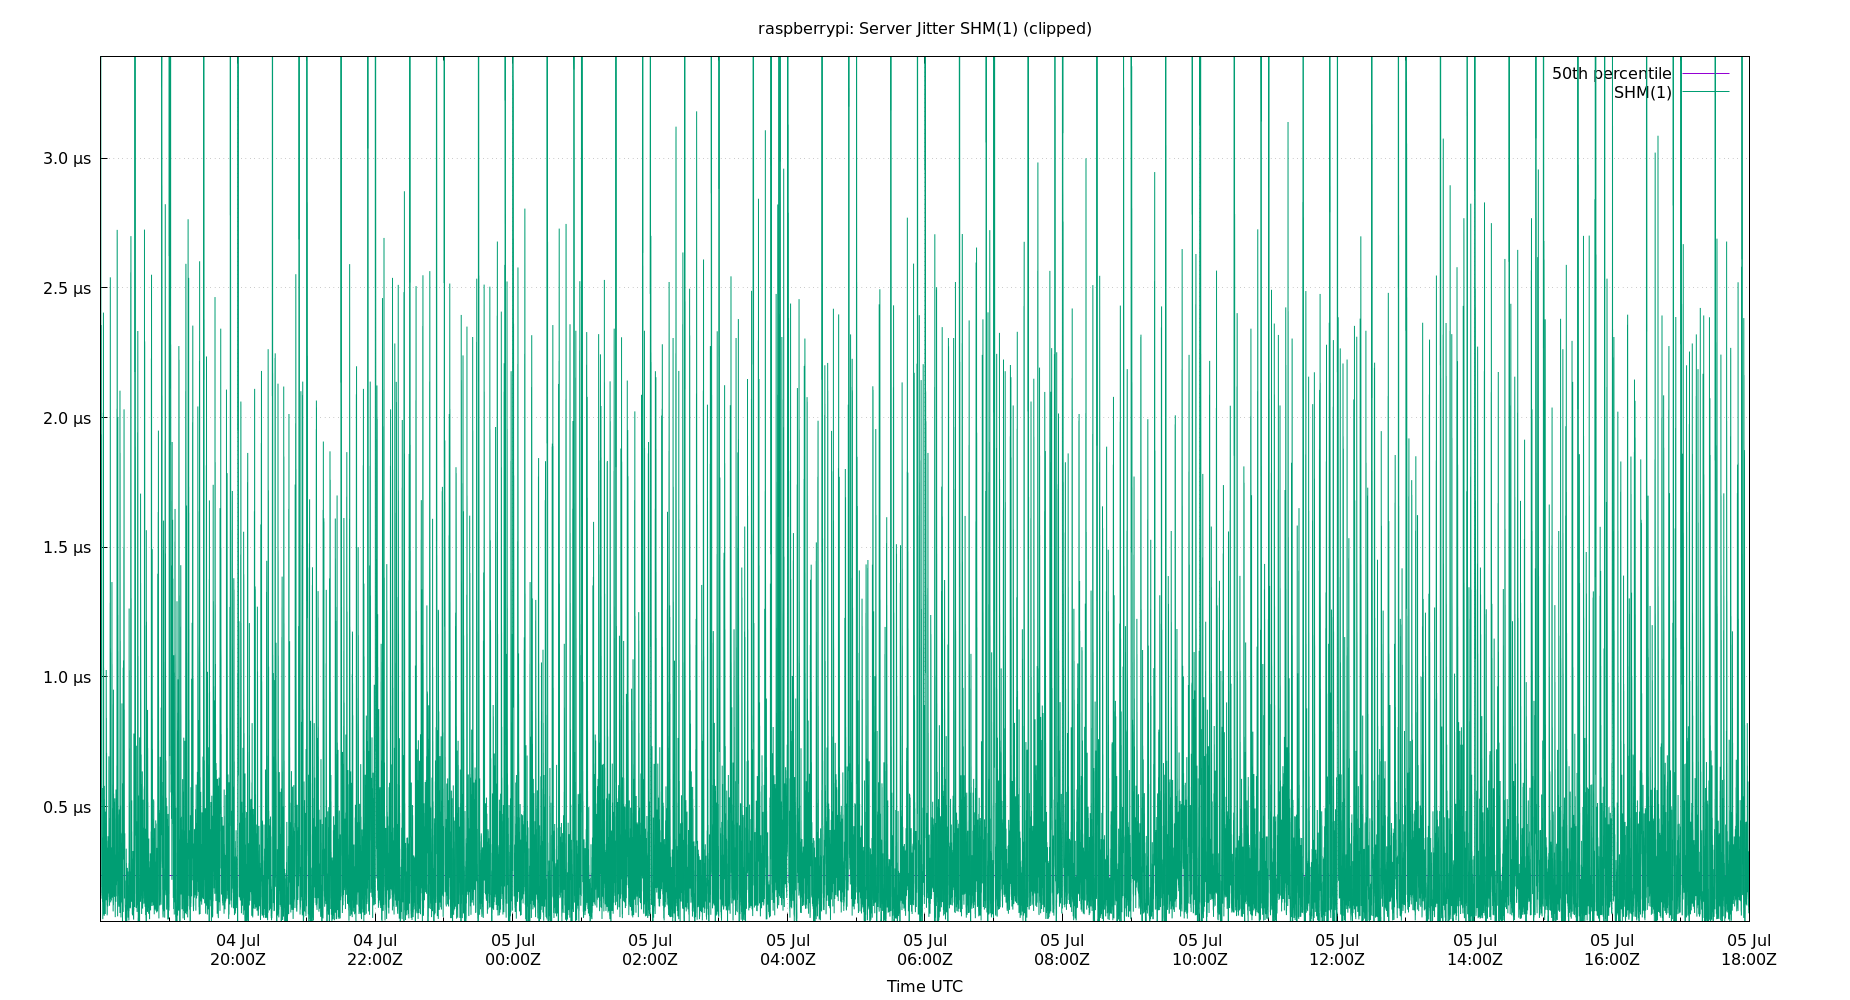 raspberrypi: Server Jitter SHM(1) (clipped)
50th percentile
SHM(1)
3.0 µs
2.5 µs
2.0 µs
1.5 µs
1.0 µs
0.5 µs
04 Jul 04 Jul 05 Jul 05 Jul 05 Jul 05 Jul 05 Jul 05 Jul 05 Jul 05 Jul 05 Jul 05 Jul
20:00Z 22:00Z 00:00Z 02:00Z 04:00Z 06:00Z 08:00Z 10:00Z 12:00Z 14:00Z 16:00Z 18:00Z
Time UTC